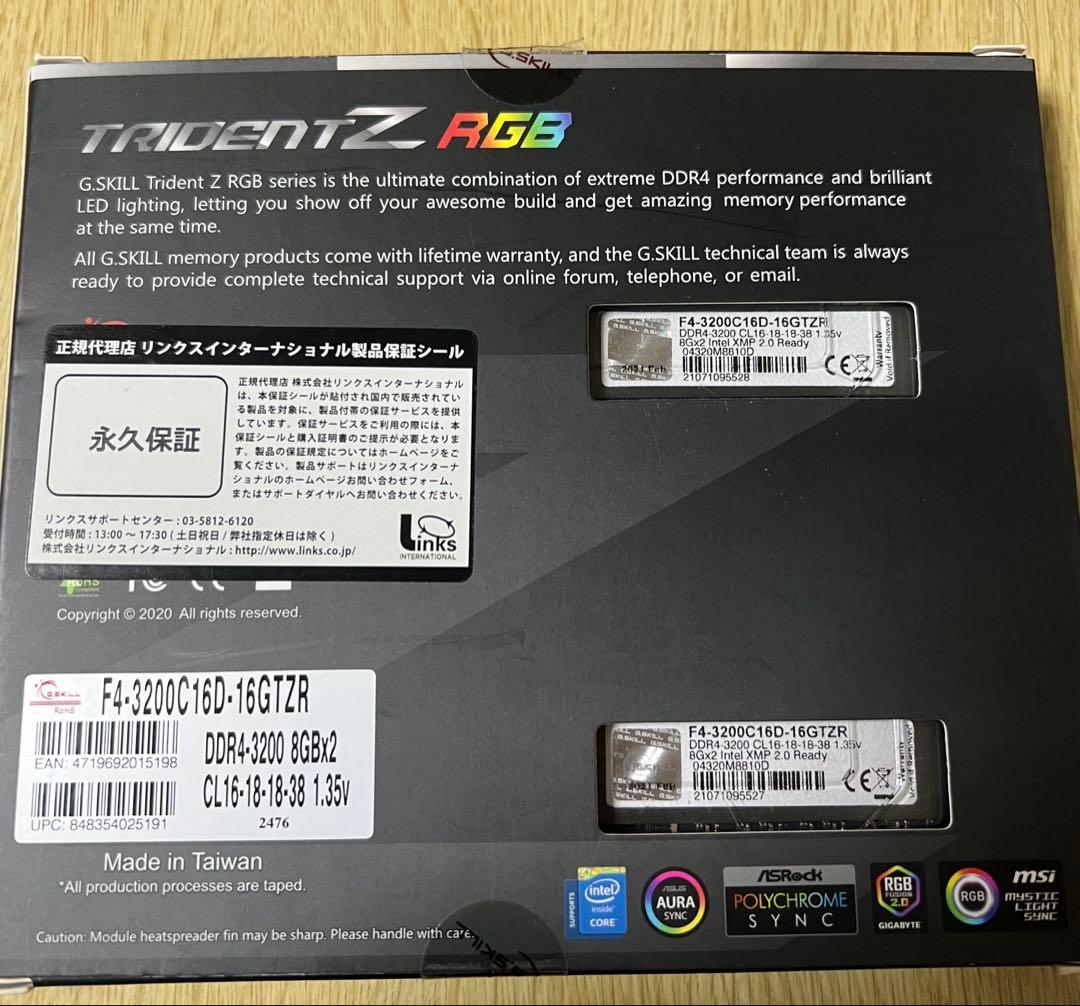 G.SKILL
TRIDENTZ RGB
G.SKILL Trident Z RGB series is the ultimate combination of extreme DDR4 performance and brilliant
LED lighting, letting you show off your awesome build and get amazing memory performance
at the same time.
All G.SKILL memory products come with lifetime warranty, and the G.SKILL technical team is always
ready to provide complete technical support via online forum, telephone, or email.
F4-3200C16D-16GTZR
DDR4-3200 CL16-18-18-38 1.35v
8Gx2 Intel XMP 2.0 Ready
04320M8810D
21071095528
2021 Feb
CE
Warranty
Void if Removed
正規代理店 リンクスインターナショナル製品保証シール
永久保証
正規代理店 株式会社リンクスインターナショナル
は、本保証シールが貼付され国内で販売されてい
る製品を対象に、製品付帯の保証サービスを提供
しています。保証サービスをご利用の際には、本
保証シールと購入証明書のご提示が必要となりま
す。製品の保証規定についてはホームページをご
覧ください。製品サポートはリンクスインターナ
ショナルのホームページお問い合わせフォーム、
またはサポートダイヤルへお問い合わせください。
リンクスサポートセンター : 03-5812-6120
受付時間 : 13:00 〜 17:30 ( 土日祝日 / 弊社指定休日は除く )
株式会社リンクスインターナショナル : http://www.links.co.jp/
Links
INTERNATIONAL
RoHS
Copyright © 2020 All rights reserved.
G.SKILL
RoHS
F4-3200C16D-16GTZR
EAN: 4719692015198
DDR4-3200 8GBx2
CL16-18-18-38 1.35v
UPC: 848354025191
2476
F4-3200C16D-16GTZR
DDR4-3200 CL16-18-18-38 1.35v
8Gx2 Intel XMP 2.0 Ready
04320M8810D
21071095527
2021 Feb
CE
Warranty
Void if Removed
Made in Taiwan
*All production processes are taped.
Caution: Module heatspreader fin may be sharp. Please handle with care.
SUPPORTS
intel
inside
CORE
ASUS
AURA
SYNC
ASRock
POLYCHROME
SYNC
RGB
FUSION
2.0
GIGABYTE
RGB
msi
MYSTIC
LIGHT
SYNC
G.SKILL